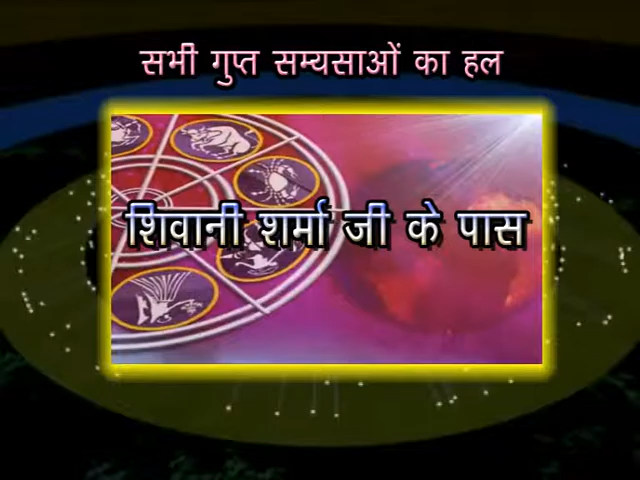 सभी गुप्त सम्यसाओं का हल
शिवानी शर्मा जी के पास